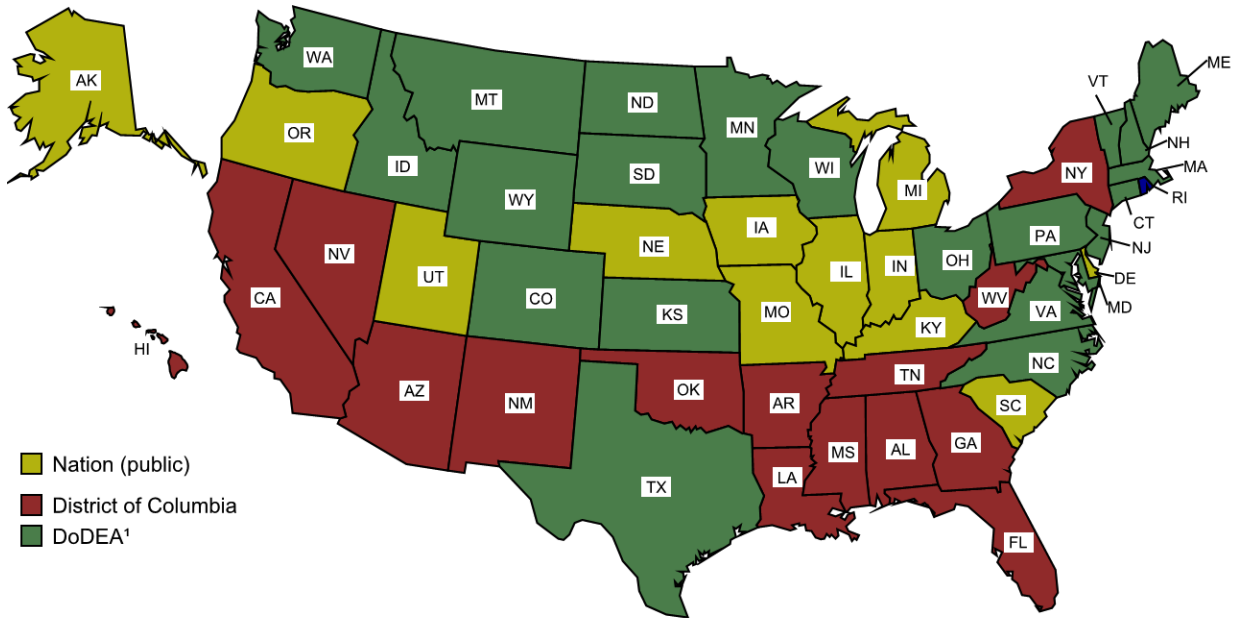 ME
VT
WA
AK
MT
ND
MN
OR
NH
ID
WI
MA
SD
NY
MI
RI
WY
CT
IA
PA
NE
NJ
NV
OH
IL
IN
UT
DE
CA
CO
WV
MD
MO
VA
KS
KY
HI
NC
TN
AZ
OK
NM
AR
SC
GA
MS
AL
Nation (public)
LA
TX
District of Columbia
DoDEA¹
FL